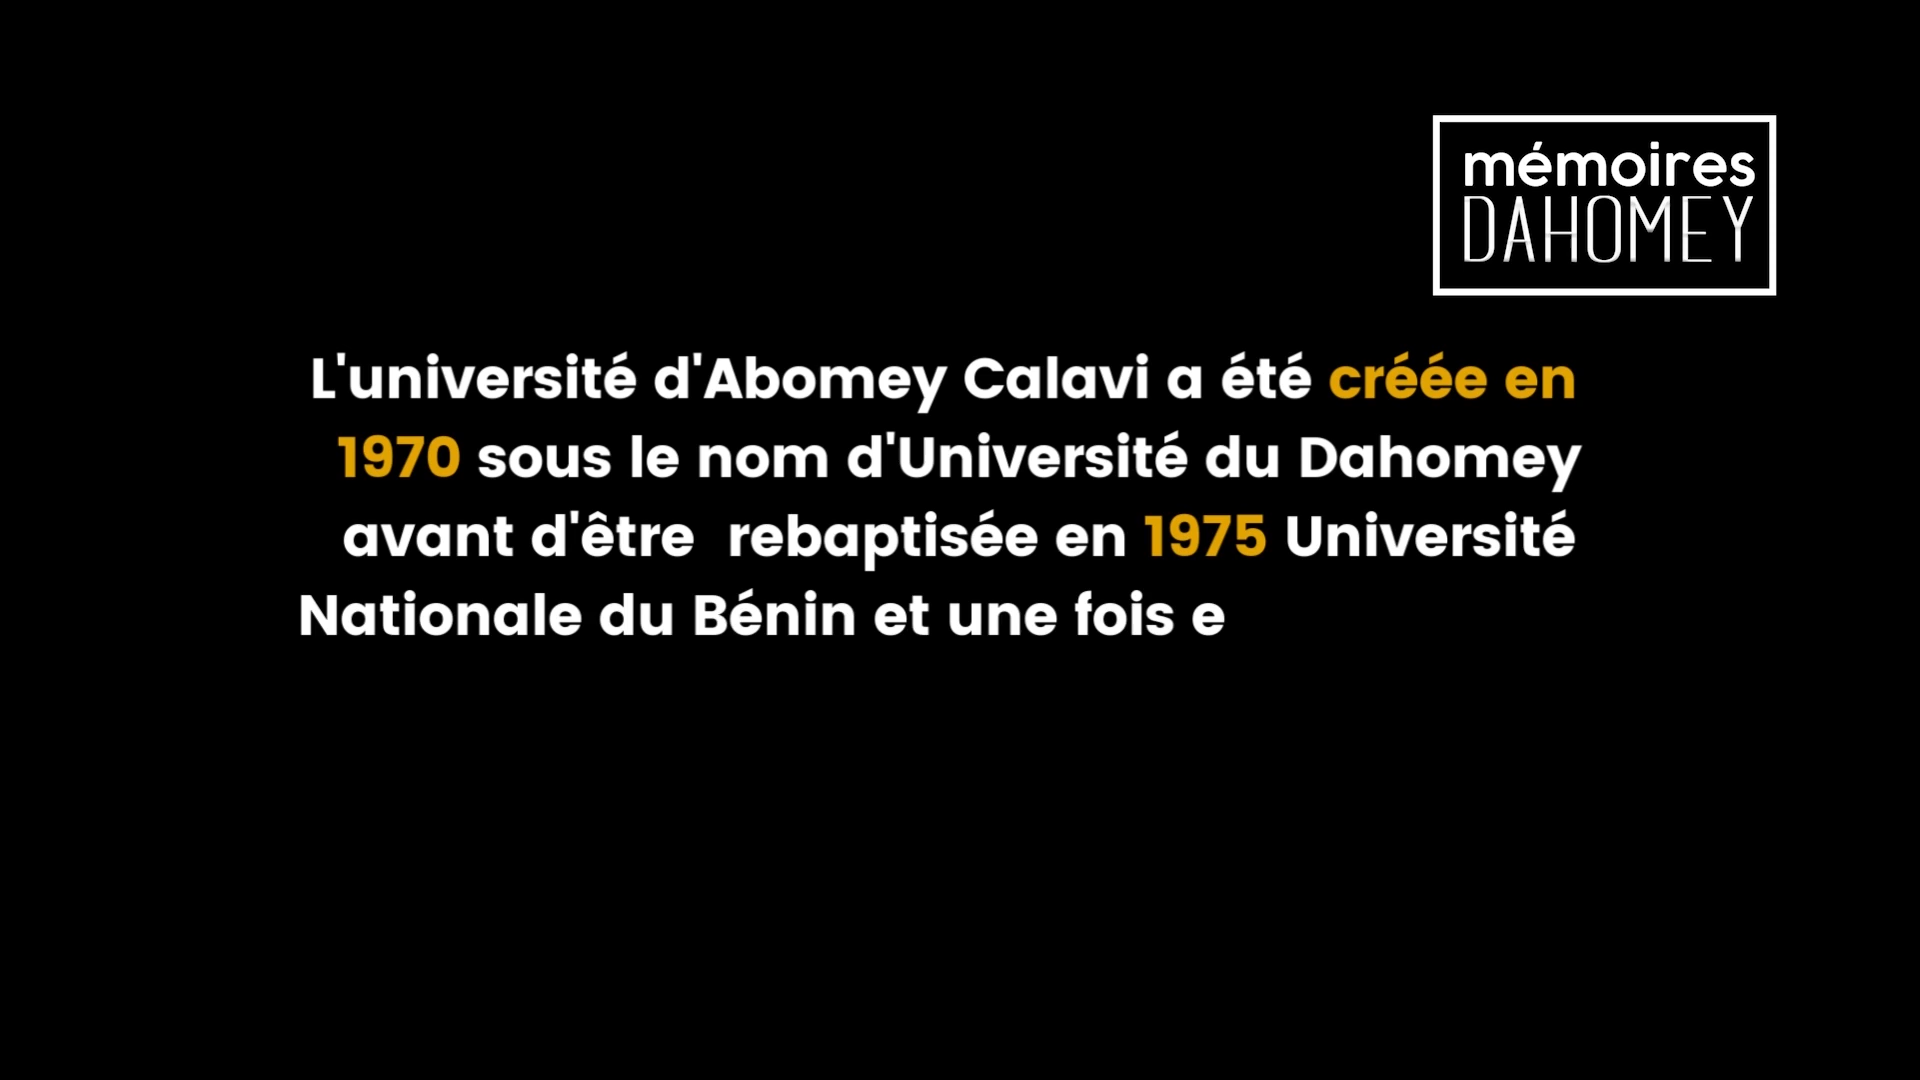 mémoires
DAHOMEY
L'université d'Abomey Calavi a été créée en
1970 sous le nom d'Université du Dahomey
avant d'être  rebaptisée en 1975 Université
Nationale du Bénin et une fois e